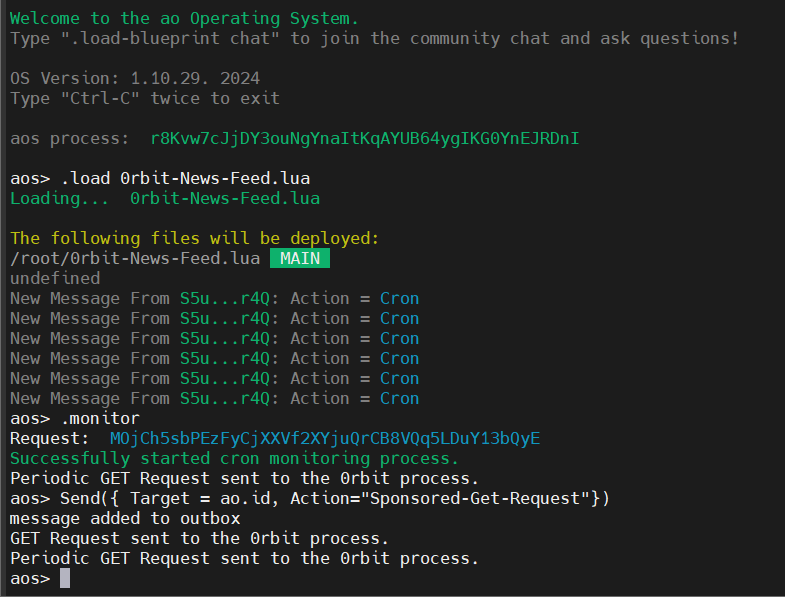 Welcome to the ao Operating System.
Type ".load-blueprint chat" to join the community chat and ask questions!
OS Version: 1.10.29. 2024
Type "Ctrl-C" twice to exit
aos process:  r8Kvw7cJjDY3ouNgYnaItKqAYUB64ygIKG0YnEJRDnI
aos> .load 0rbit-News-Feed.lua
Loading...  0rbit-News-Feed.lua
The following files will be deployed:
/root/0rbit-News-Feed.lua  MAIN
undefined
New Message From S5u...r4Q: Action = Cron
New Message From S5u...r4Q: Action = Cron
New Message From S5u...r4Q: Action = Cron
New Message From S5u...r4Q: Action = Cron
New Message From S5u...r4Q: Action = Cron
New Message From S5u...r4Q: Action = Cron
aos> .monitor
Request:  MOjCh5sbPEzFyCjXXVf2XYjuQrCB8VQq5LDuY13bQyE
Successfully started cron monitoring process.
Periodic GET Request sent to the 0rbit process.
aos> Send({ Target = ao.id, Action="Sponsored-Get-Request"})
message added to outbox
GET Request sent to the 0rbit process.
Periodic GET Request sent to the 0rbit process.
aos>